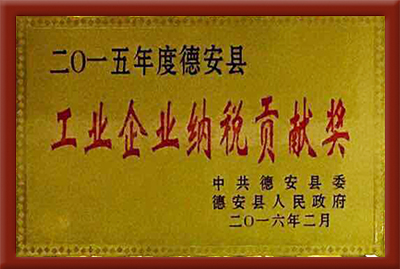 二〇一五年度德安县
工业企业纳税贡献奖
中共德安县委
德安县人民政府
二〇一六年二月